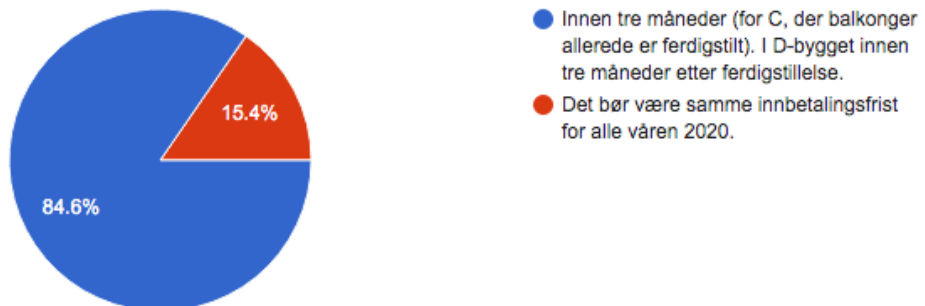 Innen tre måneder (for C, der balkonger
allerede er ferdigstilt). I D-bygget innen
tre måneder etter ferdigstillelse.
15.4%
Det bør være samme innbetalingsfrist
for alle våren 2020.
84.6%